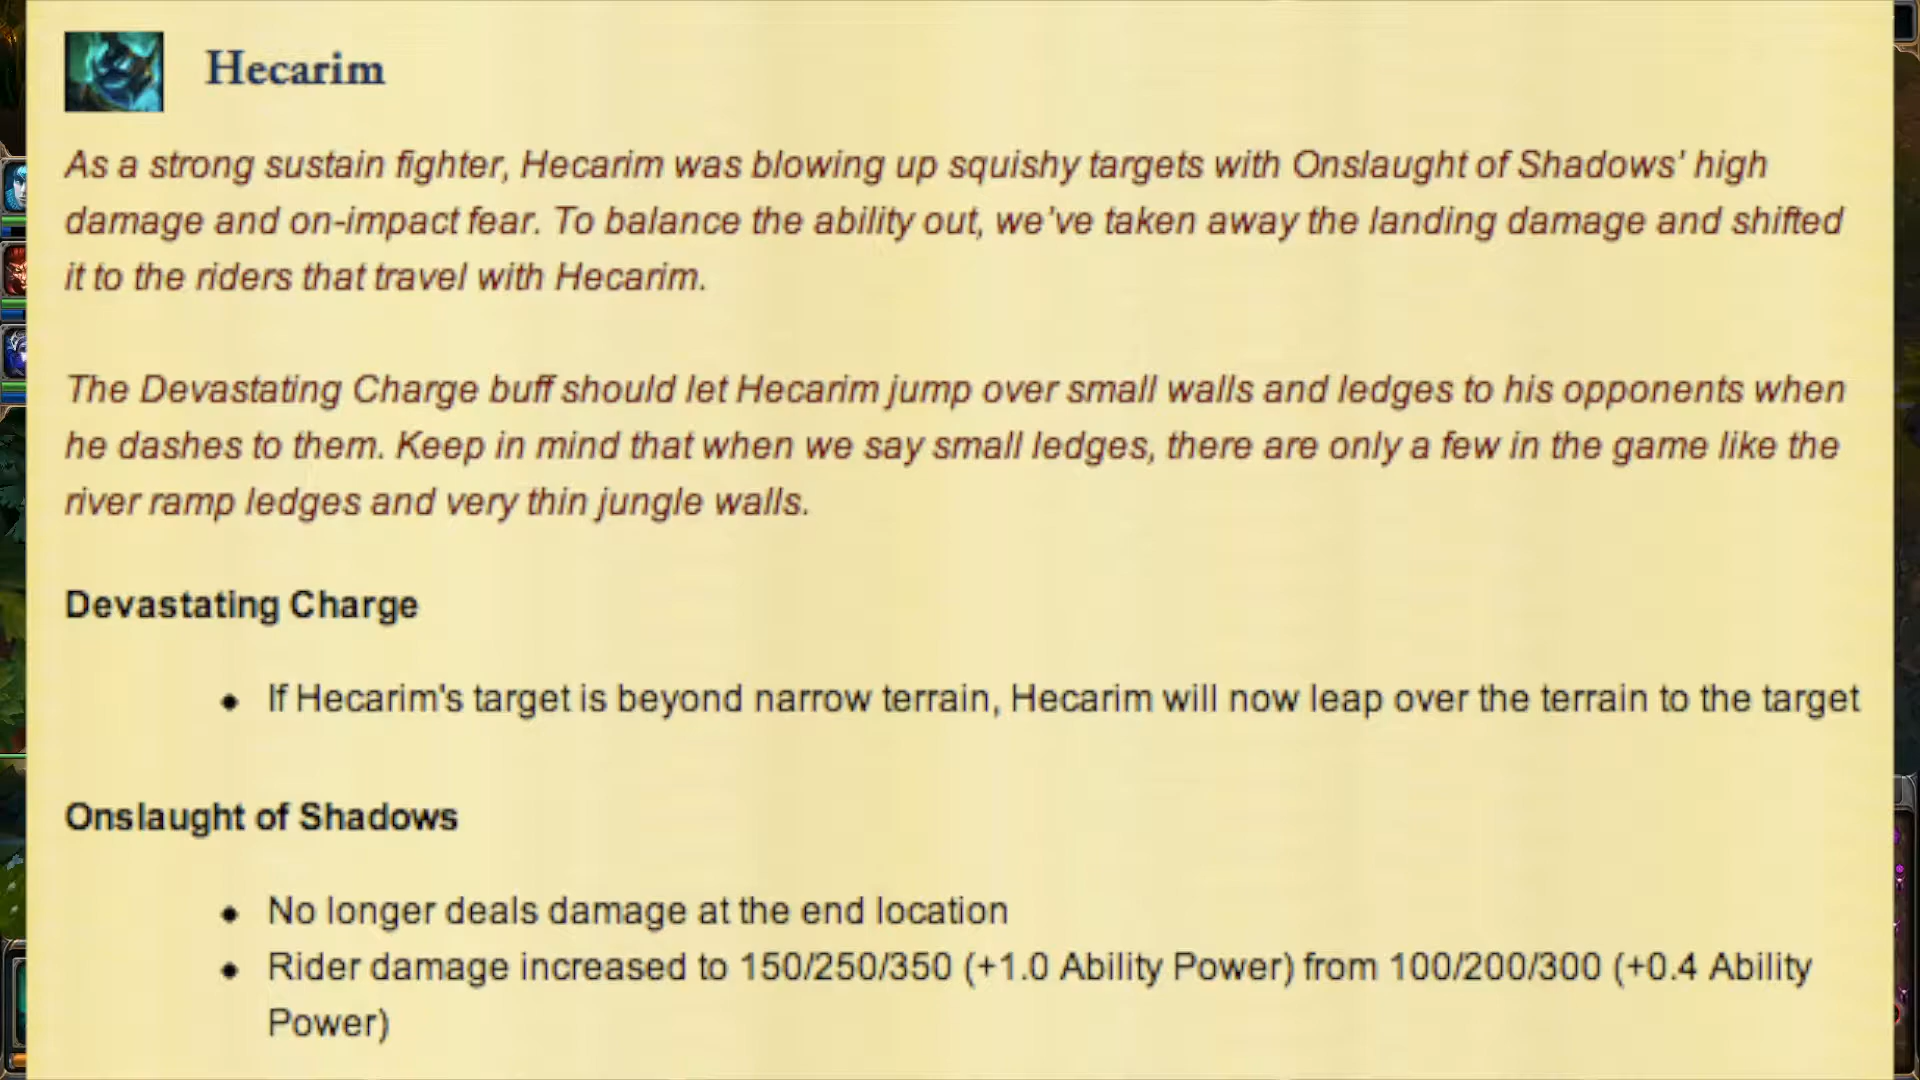 Hecarim
As a strong sustain fighter, Hecarim was blowing up squishy targets with Onslaught of Shadows' high
damage and on-impact fear. To balance the ability out, we've taken away the landing damage and shifted
it to the riders that travel with Hecarim.
The Devastating Charge buff should let Hecarim jump over small walls and ledges to his opponents when
he dashes to them. Keep in mind that when we say small ledges, there are only a few in the game like the
river ramp ledges and very thin jungle walls.
Devastating Charge
• If Hecarim's target is beyond narrow terrain, Hecarim will now leap over the terrain to the target
Onslaught of Shadows
• No longer deals damage at the end location
• Rider damage increased to 150/250/350 (+1.0 Ability Power) from 100/200/300 (+0.4 Ability
Power)